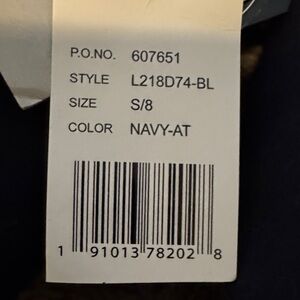 P.O.NO. 607651
STYLE L218D74-BL
SIZE S/8
COLOR NAVY-AT
1 91013 78202 8